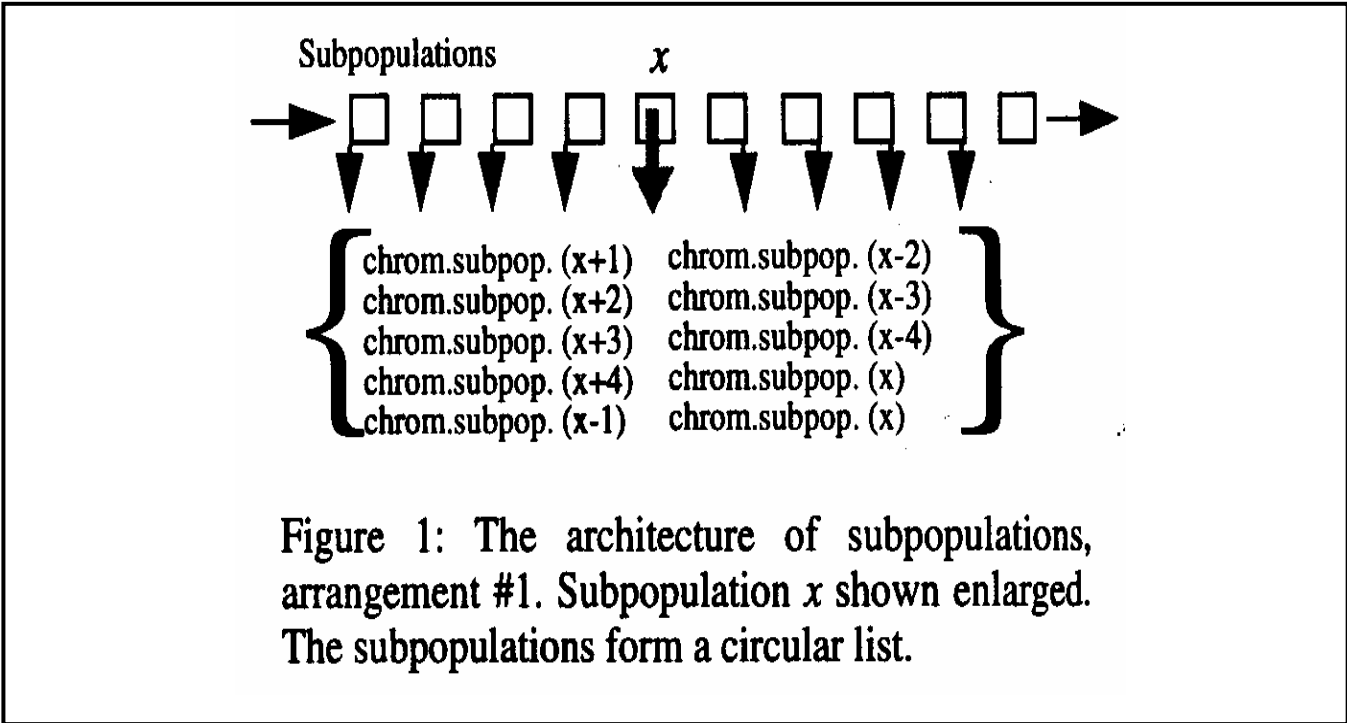 Subpopulations x
chrom.subpop. (x+1) chrom.subpop. (x-2)
chrom.subpop. (x+2) chrom.subpop. (x-3)
chrom.subpop. (x+3) chrom.subpop. (x-4)
chrom.subpop. (x+4) chrom.subpop. (x)
chrom.subpop. (x-1) chrom.subpop. (x)
Figure 1: The architecture of subpopulations,
arrangement #1. Subpopulation x shown enlarged.
The subpopulations form a circular list.